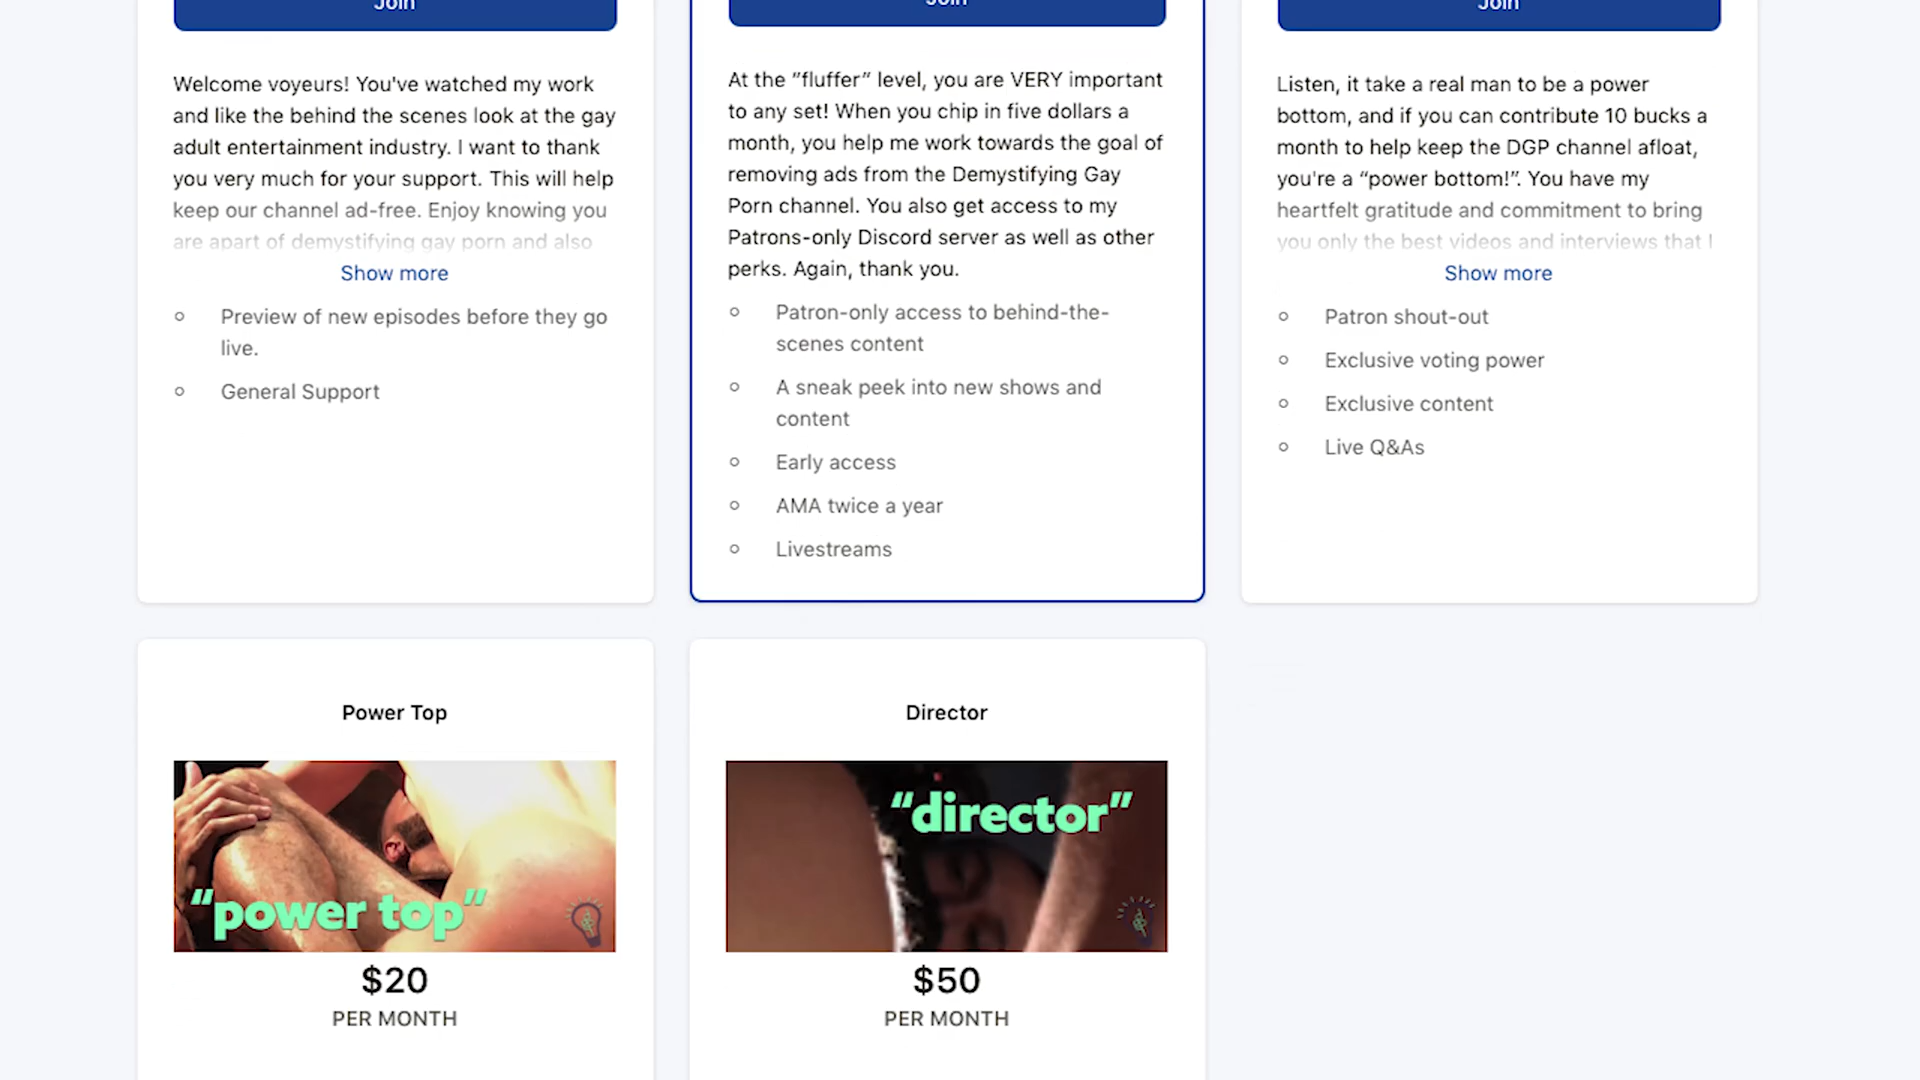 Join
Welcome voyeurs! You've watched my work
and like the behind the scenes look at the gay
adult entertainment industry. I want to thank
you very much for your support. This will help
keep our channel ad-free. Enjoy knowing you
are apart of demystifying gay porn and also
Show more
Preview of new episodes before they go
live.
General Support
Join
At the “fluffer” level, you are VERY important
to any set! When you chip in five dollars a
month, you help me work towards the goal of
removing ads from the Demystifying Gay
Porn channel. You also get access to my
Patrons-only Discord server as well as other
perks. Again, thank you.
Patron-only access to behind-the-
scenes content
A sneak peek into new shows and
content
Early access
AMA twice a year
Livestreams
Join
Listen, it take a real man to be a power
bottom, and if you can contribute 10 bucks a
month to help keep the DGP channel afloat,
you're a “power bottom!”. You have my
heartfelt gratitude and commitment to bring
you only the best videos and interviews that I
Show more
Patron shout-out
Exclusive voting power
Exclusive content
Live Q&As
Power Top
“power top”
$20
PER MONTH
Director
“director”
$50
PER MONTH